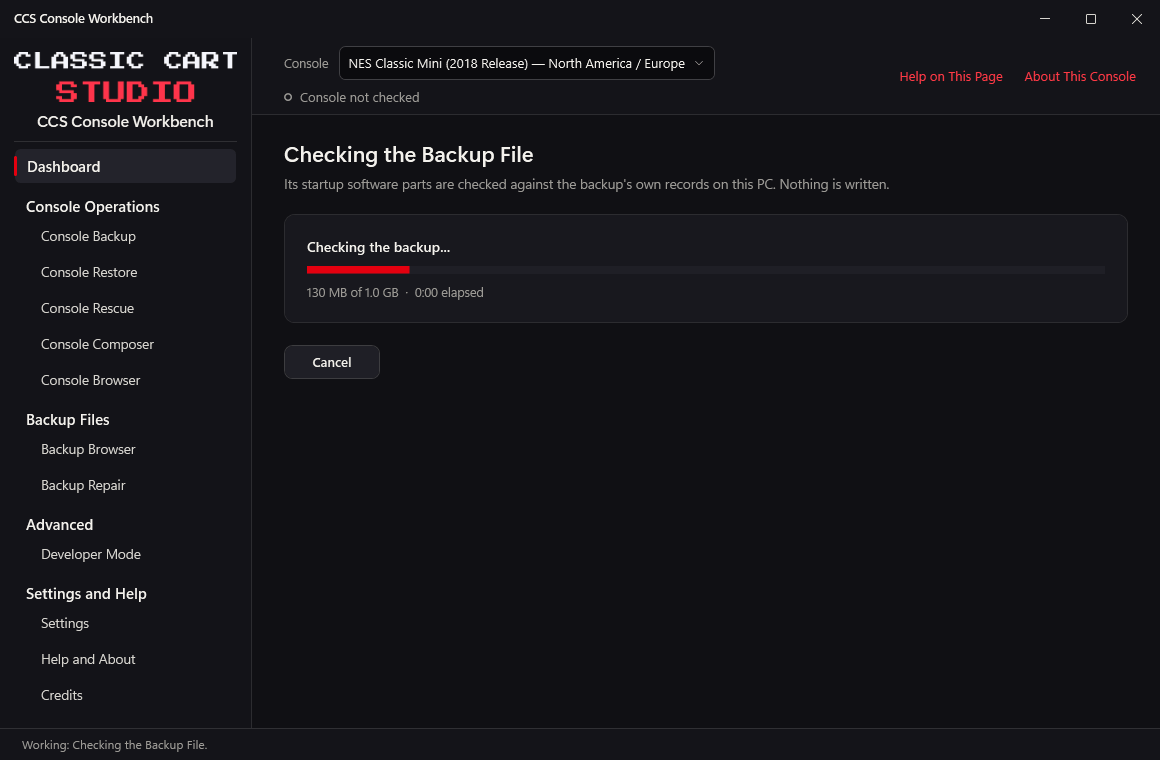 CCS Console Workbench
CLASSIC CART
STUDIO
CCS Console Workbench
Dashboard
Console Operations
Console Backup
Console Restore
Console Rescue
Console Composer
Console Browser
Backup Files
Backup Browser
Backup Repair
Advanced
Developer Mode
Settings and Help
Settings
Help and About
Credits
Console NES Classic Mini (2018 Release) — North America / Europe
Console not checked
Help on This Page About This Console
Checking the Backup File
Its startup software parts are checked against the backup's own records on this PC. Nothing is written.
Checking the backup...
130 MB of 1.0 GB · 0:00 elapsed
Cancel
Working: Checking the Backup File.